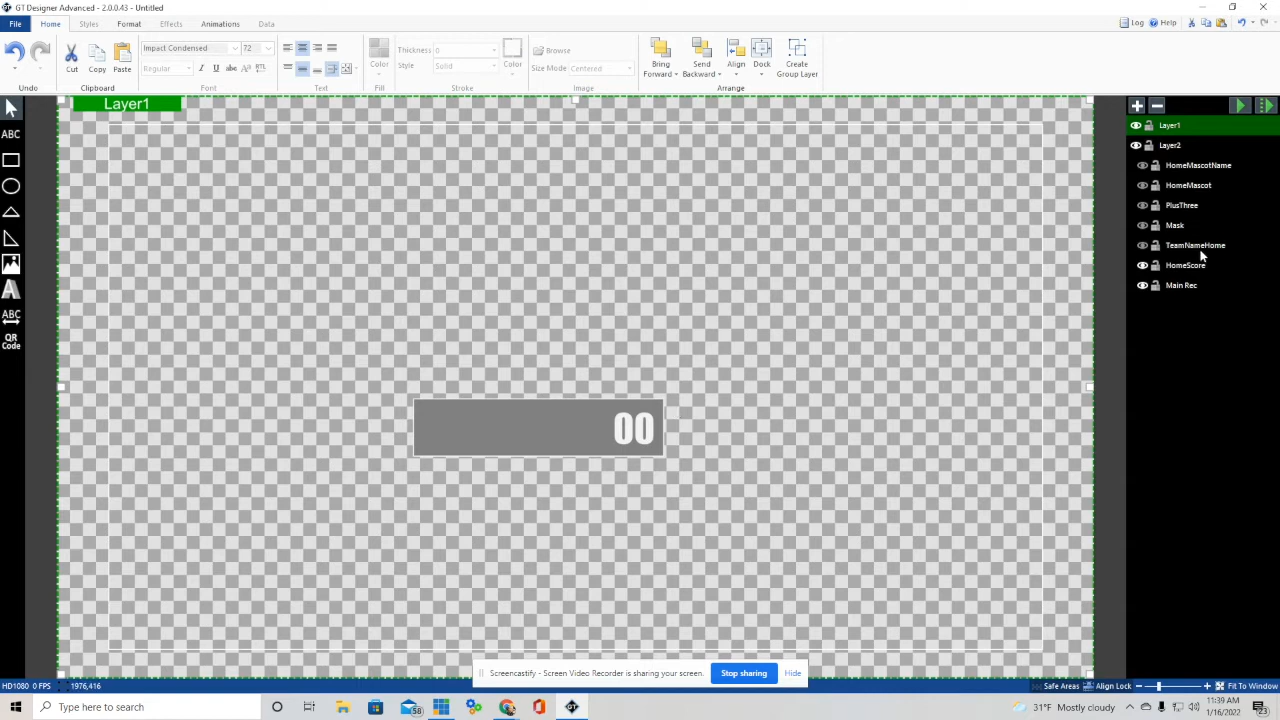 GT Designer Advanced - 2.0.0.43 - Untitled
File Home Styles Format Effects Animations Data Log Help
Impact Condensed 72 Thickness 0 Browse
Regular abc RTL Style Solid Size Mode Centered
Cut Copy Paste Color Color Bring Forward Send Backward Align Dock Create Group Layer
Undo Clipboard Font Text Fill Stroke Image Arrange
Layer1
ABC
ABC
QR
Code
00
Layer1
Layer2
HomeMascotName
HomeMascot
PlusThree
Mask
TeamNameHome
HomeScore
Main Rec
Screencastify - Screen Video Recorder is sharing your screen. Stop sharing Hide
HD1080 0 FPS 1976,416 Safe Areas Align Lock Fit To Window
Type here to search 58 31°F Mostly cloudy 11:39 AM
1/16/2022